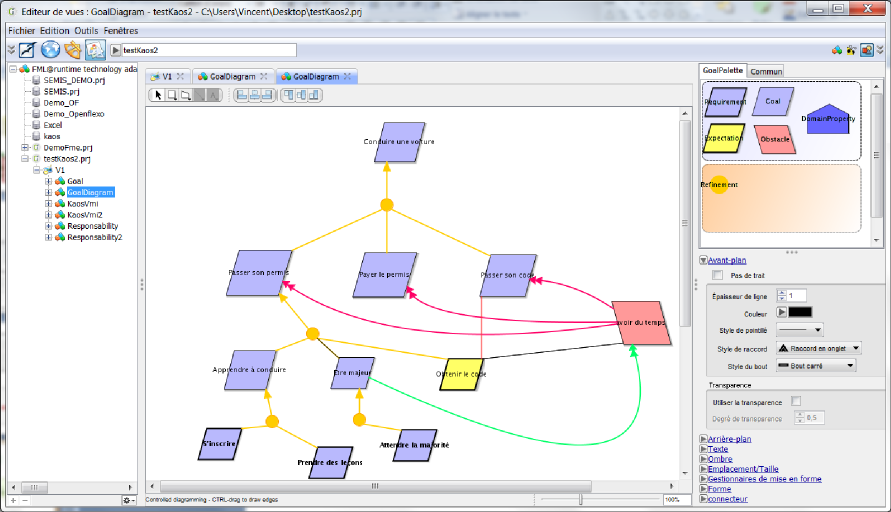 Editeur de vues : GoalDiagram - testKaos2 - C:\Users\Vincent\Desktop\testKaos2.prj
Fichier Edition Outils Fenêtres
testKaos2
FML@runtime technology ada
SEMIS_DEMO.prj
SEMIS.prj
Demo_OF
Demo_Openflexo
Excel
kaos
DemoFme.prj
testKaos2.prj
V1
Goal
GoalDiagram
KaosVmi
KaosVmi2
Responsability
Responsability2
V1 GoalDiagram GoalDiagram
Conduire une voiture
Passer son permis
Payer le permis
Passer son code
avoir du temps
Apprendre à conduire
Etre majeur
Obtenir le code
S'inscrire
Prendre des leçons
Attendre la majorité
Controlled diagramming - CTRL-drag to draw edges
100%
GoalPalette Commun
Requirement
Goal
DomainProperty
Expectation
Obstacle
Refinement
Avant-plan
Pas de trait
Épaisseur de ligne 1
Couleur
Style de pointillé
Style de raccord Raccord en onglet
Style du bout Bout carré
Transparence
Utiliser la transparence
Degré de transparence 0,5
Arrière-plan
Texte
Ombre
Emplacement/Taille
Gestionnaires de mise en forme
Forme
connecteur